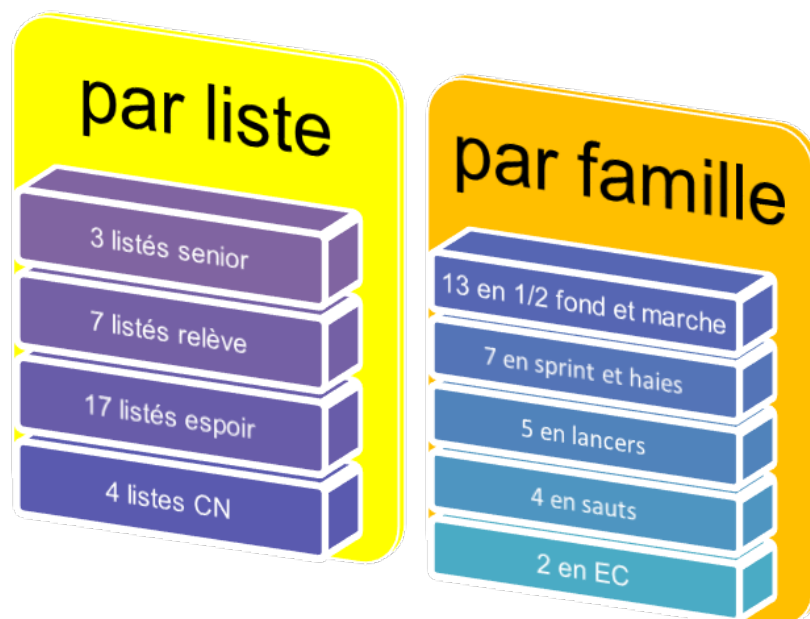 par liste
3 listés senior
7 listés relève
17 listés espoir
4 listes CN
par famille
13 en 1/2 fond et marche
7 en sprint et haies
5 en lancers
4 en sauts
2 en EC